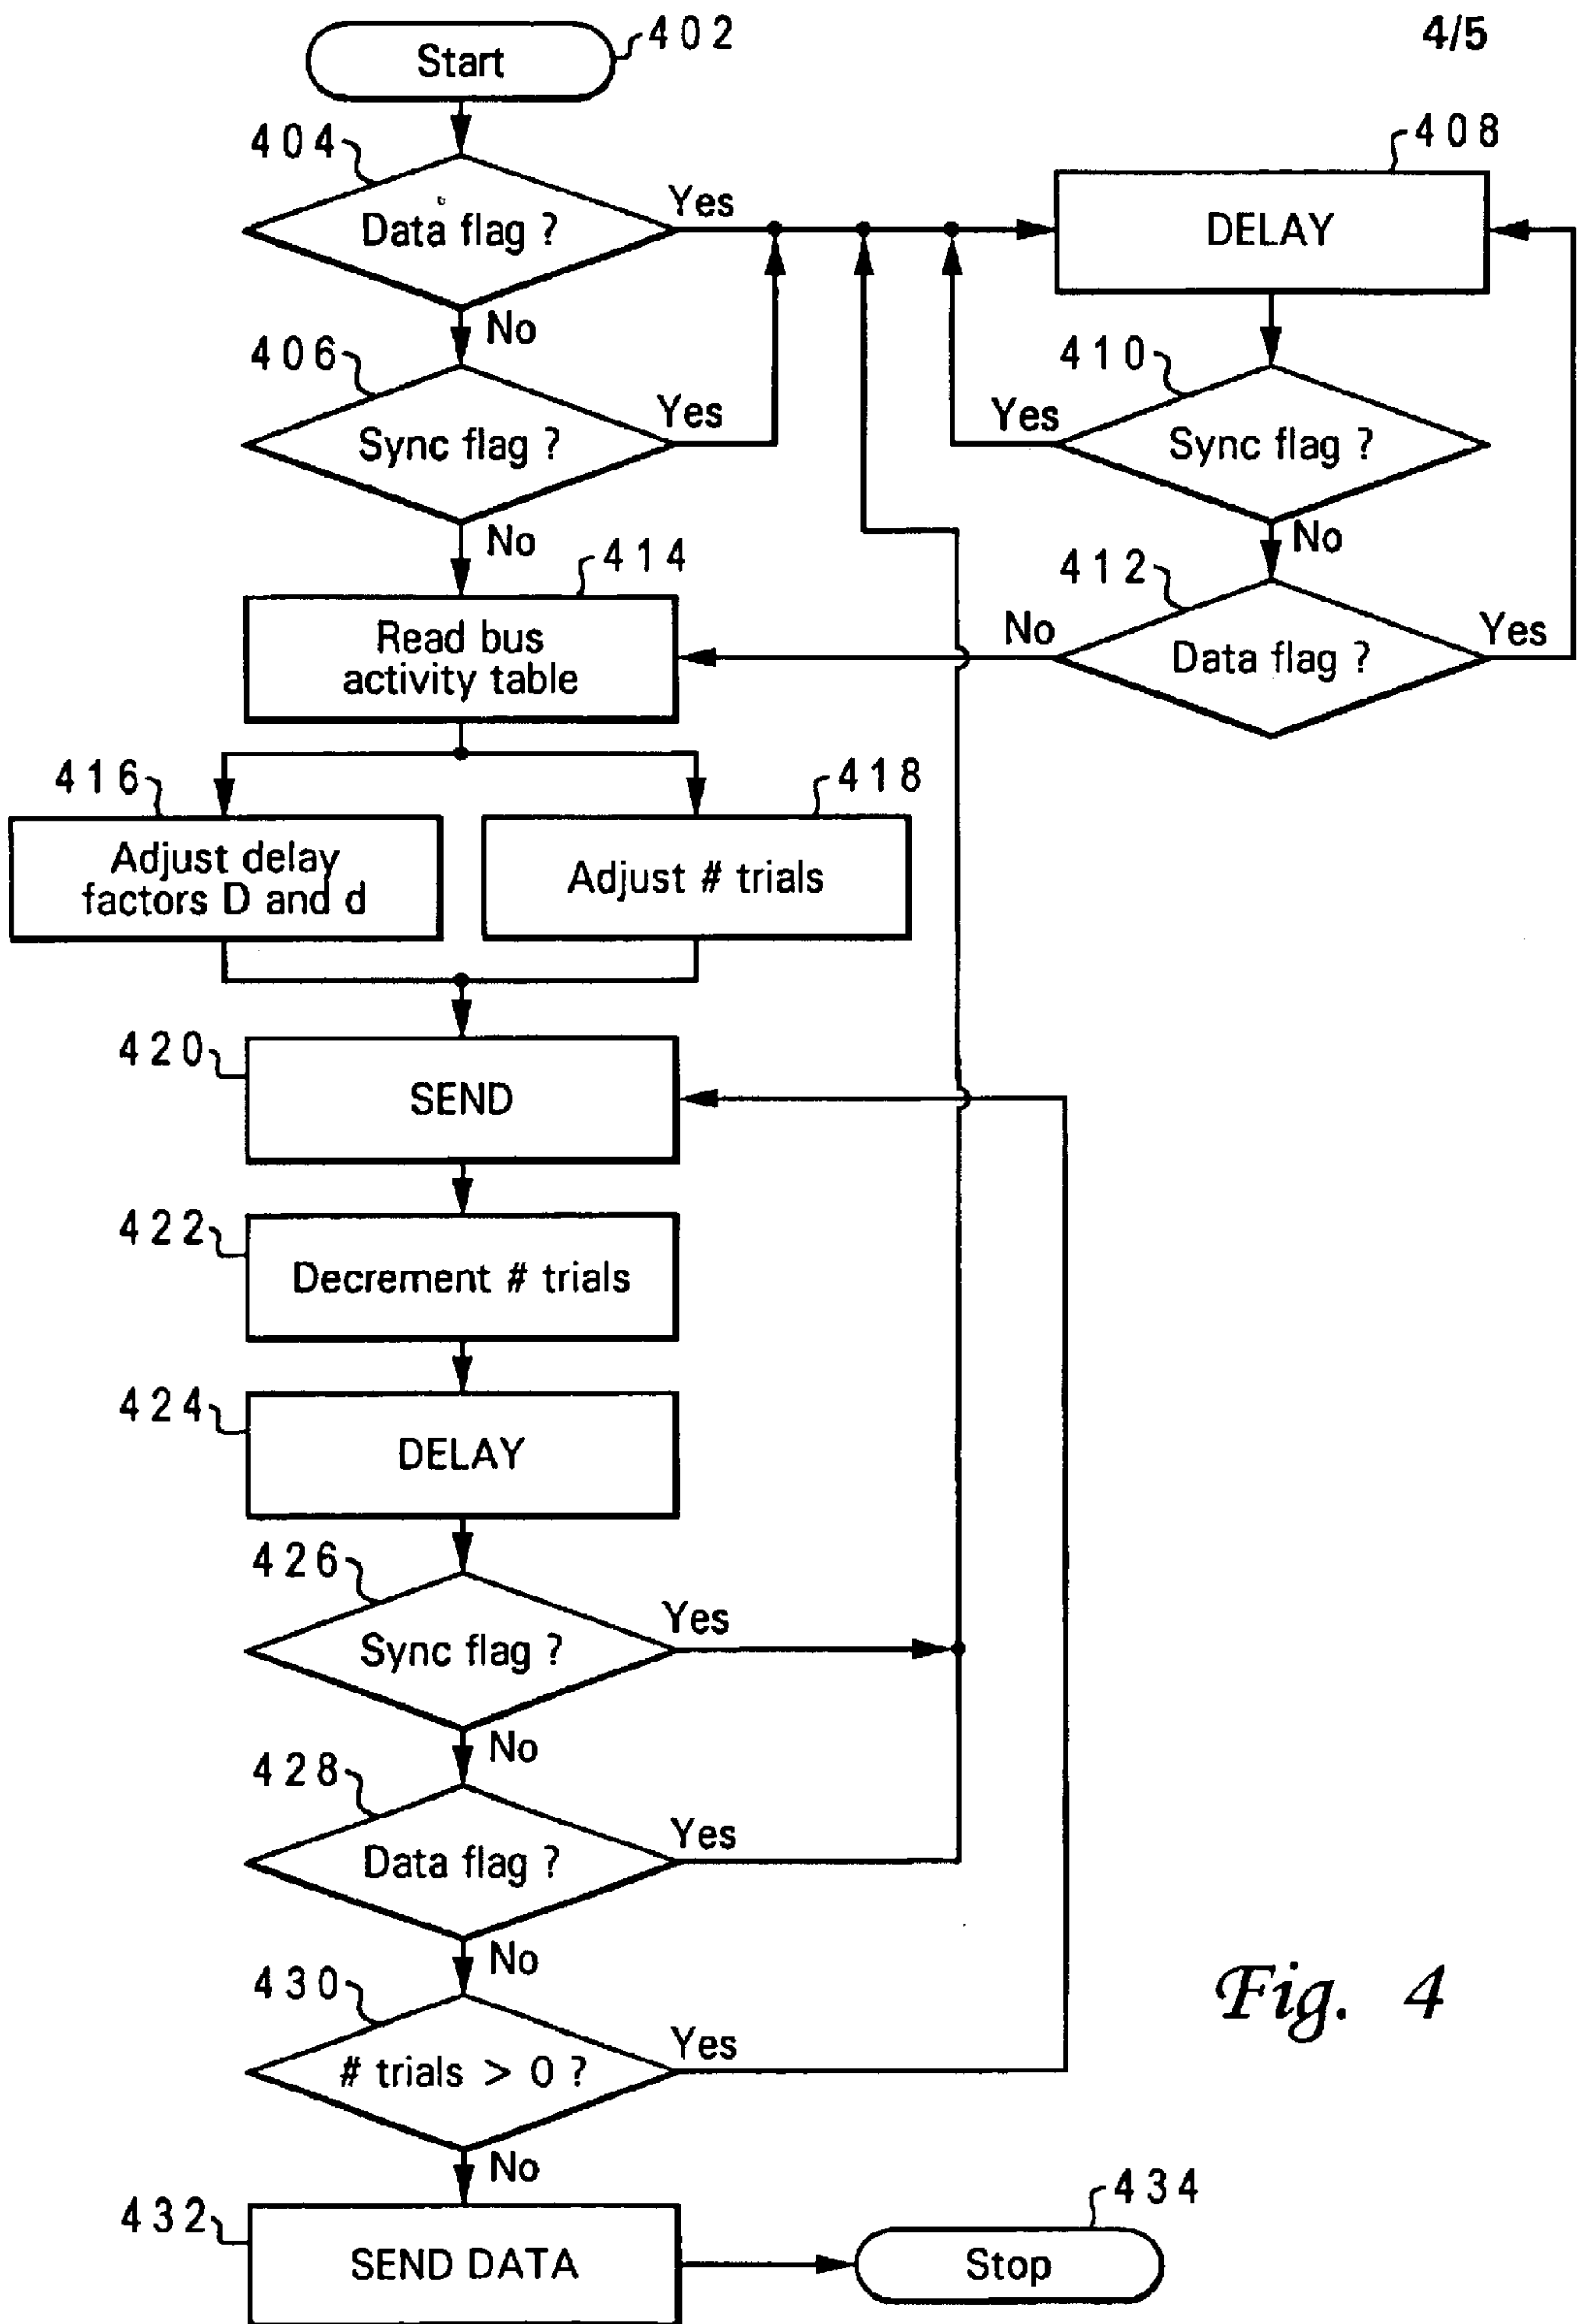 402
4/5
Start
404
408
Yes
Data flag ?
DELAY
No
406
410
Yes
Yes
Sync flag ?
Sync flag ?
No
No
414
412
Read bus
activity table
No
Yes
Data flag ?
416
418
Adjust delay
factors D and d
Adjust # trials
420
SEND
422
Decrement # trials
424
DELAY
426
Yes
Sync flag ?
No
428
Yes
Data flag ?
No
430
Yes
# trials > 0 ?
Fig. 4
No
432
434
SEND DATA
Stop